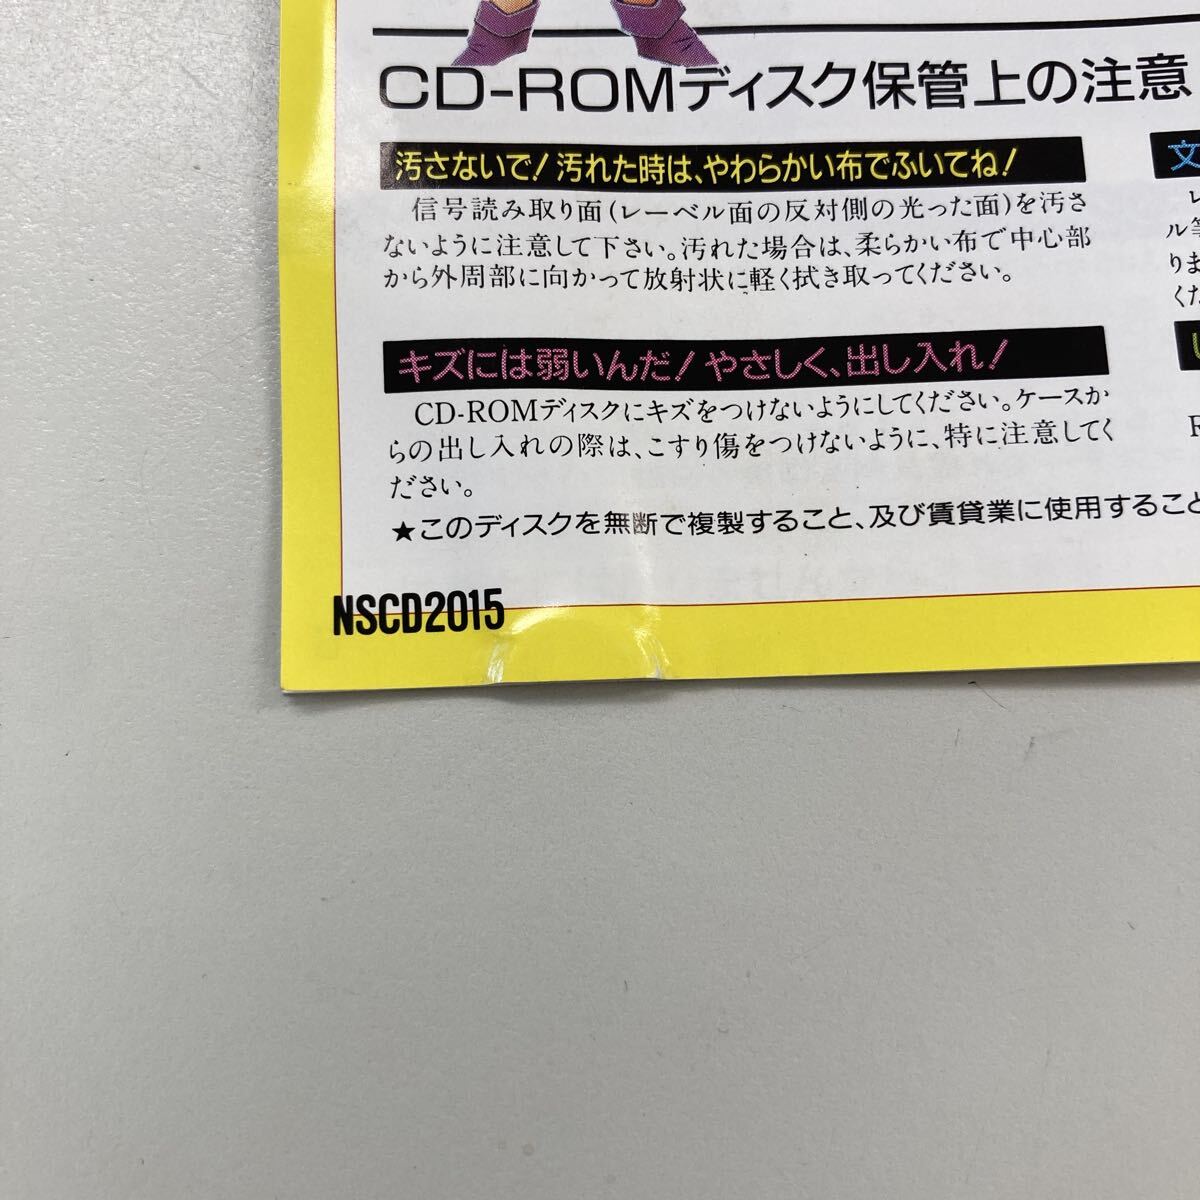 CD-ROMディスク保管上の注意
汚さないで!汚れた時は、やわらかい布でふいてね!
信号読み取り面(レーベル面の反対側の光った面)を汚さ
ないように注意して下さい。汚れた場合は、柔らかい布で中心部
から外周部に向かって放射状に軽く拭き取ってください。
キズには弱いんだ!やさしく、出し入れ!
CD-ROMディスクにキズをつけないようにしてください。ケースか
らの出し入れの際は、こすり傷をつけないように、特に注意してく
ださい。
★このディスクを無断で複製すること、及び賃貸業に使用すること
文
レ
ル等
りま
くだ
R
NSCD2015